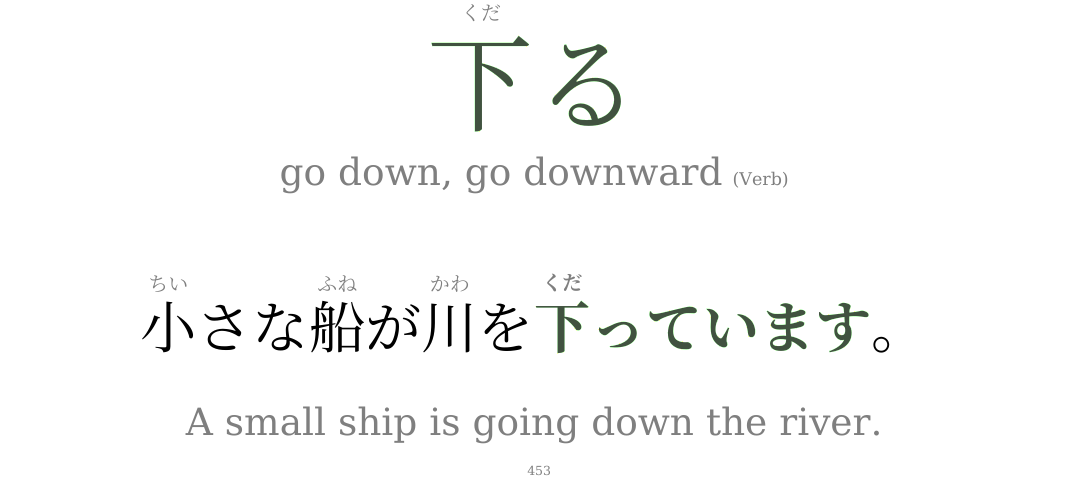 くだ
下る
go down, go downward (Verb)
ちい ふね かわ くだ
小さな船が川を下っています。
A small ship is going down the river.
453